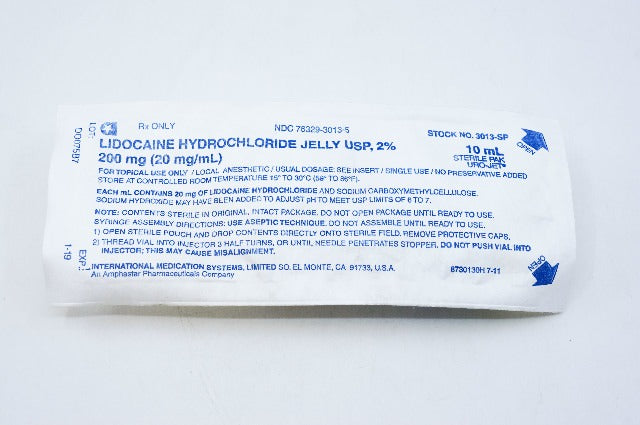 LOT:
D0075B7
EXP.:
1-19
Rx ONLY
NDC 76329-3013-5
STOCK NO. 3013-SP
OPEN
LIDOCAINE HYDROCHLORIDE JELLY USP, 2%
10 mL
200 mg (20 mg/mL)
STERILE PAK
URO-JET®
FOR TOPICAL USE ONLY / LOCAL ANESTHETIC / USUAL DOSAGE: SEE INSERT / SINGLE USE / NO PRESERVATIVE ADDED
STORE AT CONTROLLED ROOM TEMPERATURE 15° TO 30°C (59° TO 86°F).
EACH mL CONTAINS 20 mg OF LIDOCAINE HYDROCHLORIDE AND SODIUM CARBOXYMETHYLCELLULOSE.
SODIUM HYDROXIDE MAY HAVE BEEN ADDED TO ADJUST pH TO MEET USP LIMITS OF 6 TO 7.
NOTE: CONTENTS STERILE IN ORIGINAL, INTACT PACKAGE. DO NOT OPEN PACKAGE UNTIL READY TO USE.
SYRINGE ASSEMBLY DIRECTIONS: USE ASEPTIC TECHNIQUE. DO NOT ASSEMBLE UNTIL READY TO USE.
1) OPEN STERILE POUCH AND DROP CONTENTS DIRECTLY ONTO STERILE FIELD. REMOVE PROTECTIVE CAPS.
2) THREAD VIAL INTO INJECTOR 3 HALF TURNS, OR UNTIL NEEDLE PENETRATES STOPPER. DO NOT PUSH VIAL INTO
INJECTOR; THIS MAY CAUSE MISALIGNMENT.
OPEN
INTERNATIONAL MEDICATION SYSTEMS, LIMITED SO. EL MONTE, CA 91733, U.S.A.
8730130H 7-11
An Amphastar Pharmaceuticals Company